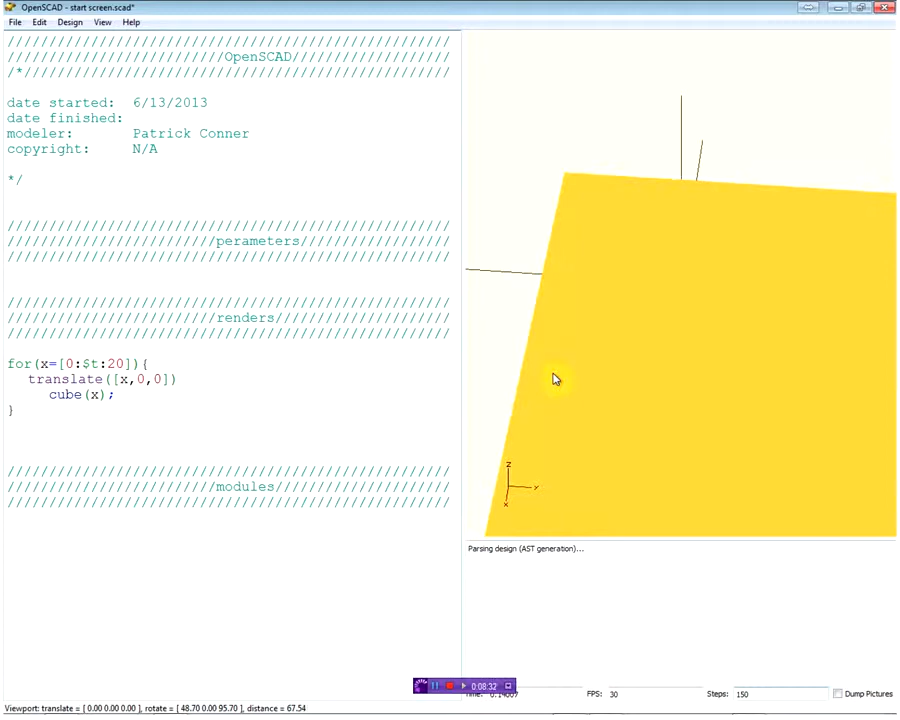 OpenSCAD - start screen.scad*
File Edit Design View Help
/////////////////////////////////////////////////////
//////////////////////////OpenSCAD///////////////////
/*///////////////////////////////////////////////////
date started: 6/13/2013
date finished:
modeler: Patrick Conner
copyright: N/A
*/
/////////////////////////////////////////////////////
/////////////////////////perameters//////////////////
/////////////////////////////////////////////////////
/////////////////////////////////////////////////////
/////////////////////////renders/////////////////////
/////////////////////////////////////////////////////
for(x=[0:$t:20]){
translate([x,0,0])
cube(x);
}
/////////////////////////////////////////////////////
/////////////////////////modules/////////////////////
/////////////////////////////////////////////////////
z
y
x
Parsing design (AST generation)...
0:08:32
FPS: 30 Steps: 150 Dump Pictures
Viewport: translate = [ 0.00 0.00 0.00 ], rotate = [ 48.70 0.00 95.70 ], distance = 67.54